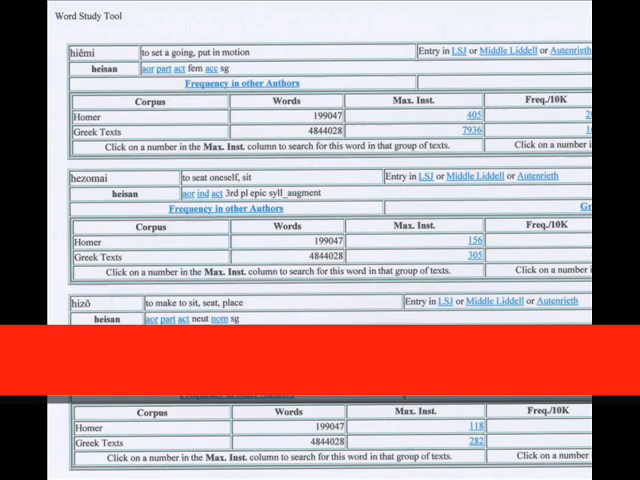 Word Study Tool
hiêmi to set a going, put in motion Entry in LSJ or Middle Liddell or Autenrieth
heisan aor part act fem acc sg
Frequency in other Authors
Corpus Words Max. Inst. Freq./10K
Homer 199047 405
Greek Texts 4844028 7936
Click on a number in the Max. Inst. column to search for this word in that group of texts. Click on a number i
hezomai to seat oneself, sit Entry in LSJ or Middle Liddell or Autenrieth
heisan aor ind act 3rd pl epic syll_augment
Frequency in other Authors Gr
Corpus Words Max. Inst. Freq./10K
Homer 199047 156
Greek Texts 4844028 305
Click on a number in the Max. Inst. column to search for this word in that group of texts. Click on a number i
hizô to make to sit, seat, place Entry in LSJ or Middle Liddell or Autenrieth
heisan aor part act neut nom sg
Corpus Words Max. Inst. Freq./10K
Homer 199047 118
Greek Texts 4844028 282
Click on a number in the Max. Inst. column to search for this word in that group of texts. Click on a number